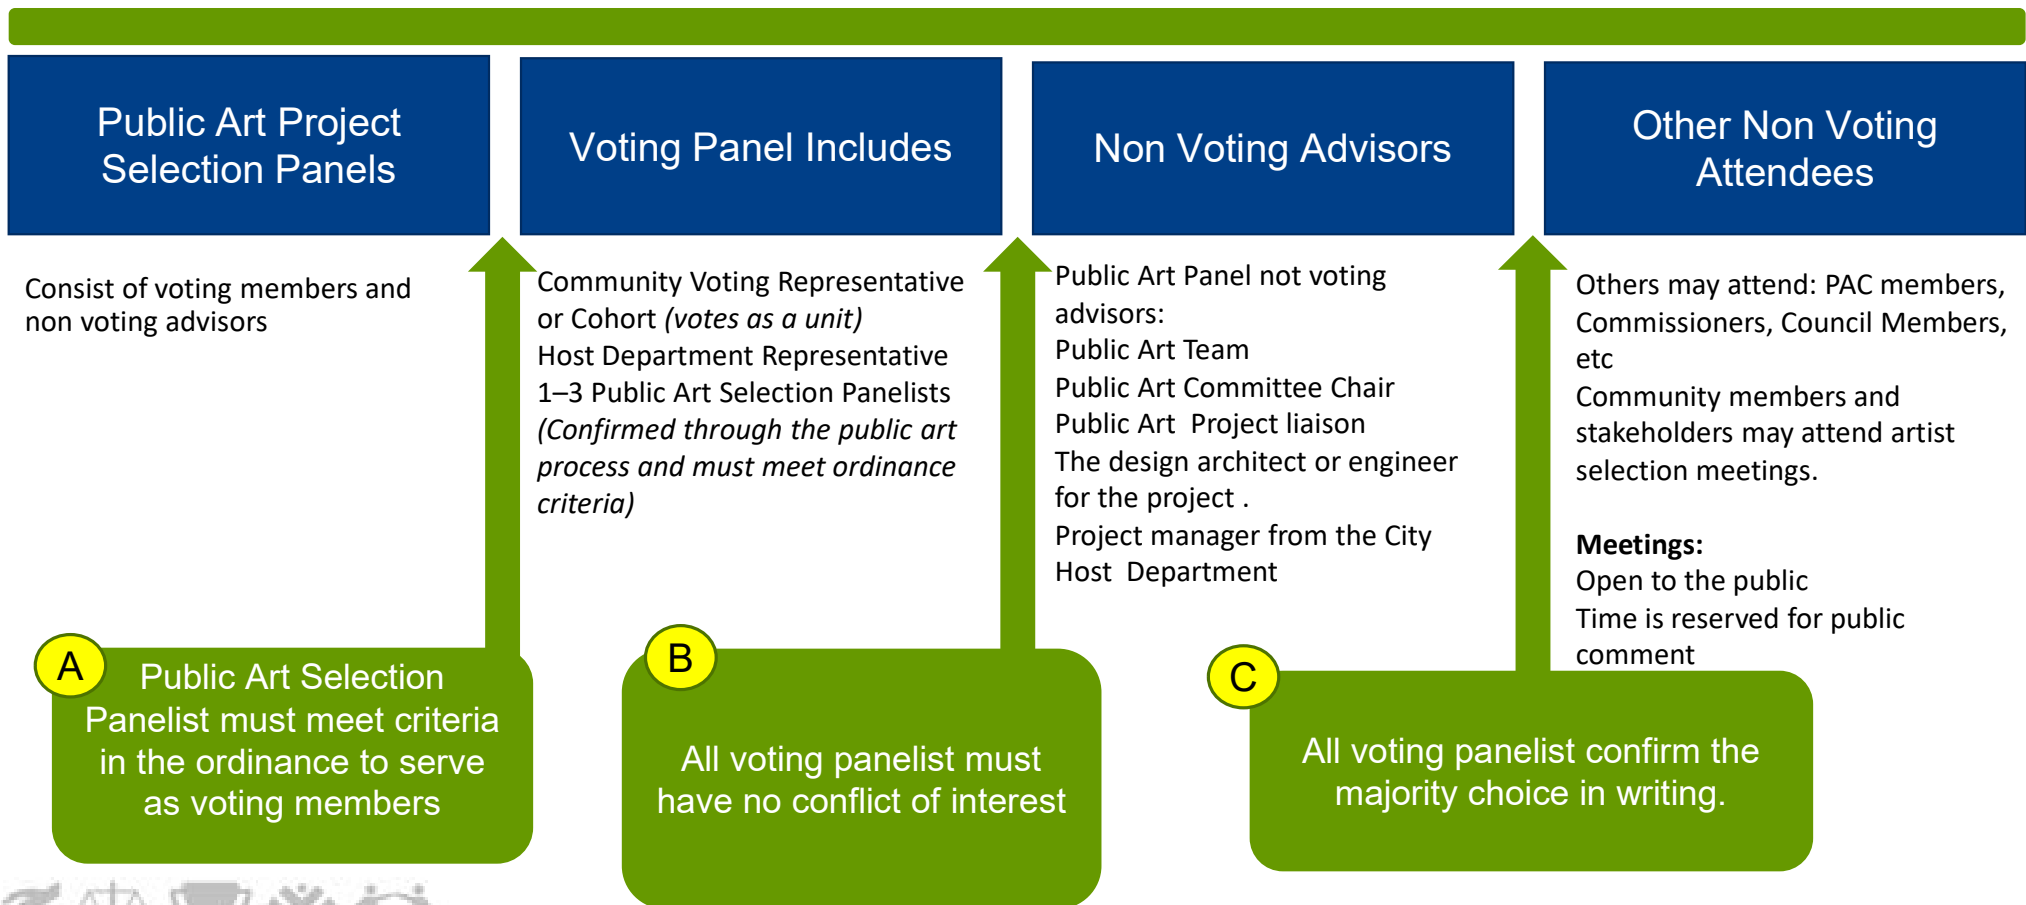 Public Art Project
Selection Panels
Voting Panel Includes
Non Voting Advisors
Other Non Voting
Attendees
Consist of voting members and
non voting advisors
Community Voting Representative
or Cohort (votes as a unit)
Host Department Representative
1–3 Public Art Selection Panelists
(Confirmed through the public art
process and must meet ordinance
criteria)
Public Art Panel not voting
advisors:
Public Art Team
Public Art Committee Chair
Public Art  Project liaison
The design architect or engineer
for the project .
Project manager from the City
Host  Department
Others may attend: PAC members,
Commissioners, Council Members,
etc
Community members and
stakeholders may attend artist
selection meetings.
Meetings:
Open to the public
Time is reserved for public
comment
A
Public Art Selection
Panelist must meet criteria
in the ordinance to serve
as voting members
B
All voting panelist must
have no conflict of interest
C
All voting panelist confirm the
majority choice in writing.